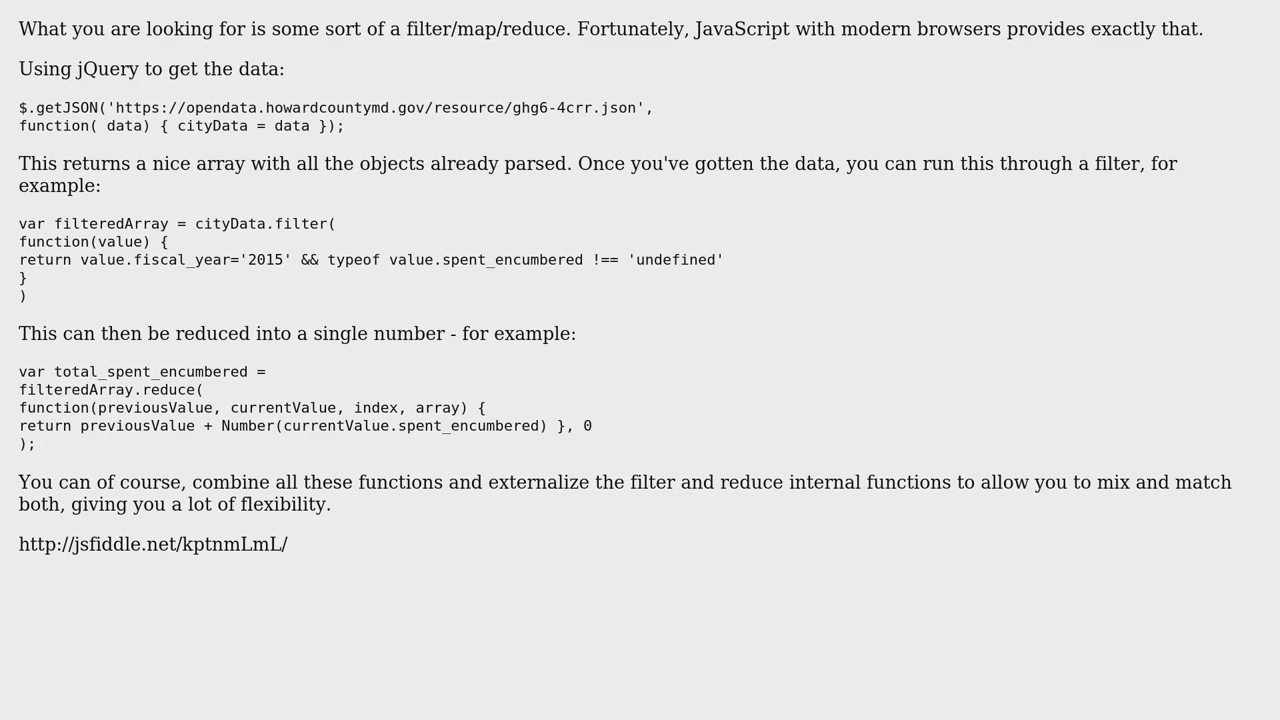 What you are looking for is some sort of a filter/map/reduce. Fortunately, JavaScript with modern browsers provides exactly that.
Using jQuery to get the data:
$.getJSON('https://opendata.howardcountymd.gov/resource/ghg6-4crr.json',
function( data) { cityData = data });
This returns a nice array with all the objects already parsed. Once you've gotten the data, you can run this through a filter, for
example:
var filteredArray = cityData.filter(
function(value) {
return value.fiscal_year='2015' && typeof value.spent_encumbered !== 'undefined'
}
)
This can then be reduced into a single number - for example:
var total_spent_encumbered =
filteredArray.reduce(
function(previousValue, currentValue, index, array) {
return previousValue + Number(currentValue.spent_encumbered) }, 0
);
You can of course, combine all these functions and externalize the filter and reduce internal functions to allow you to mix and match
both, giving you a lot of flexibility.
http://jsfiddle.net/kptnmLmL/